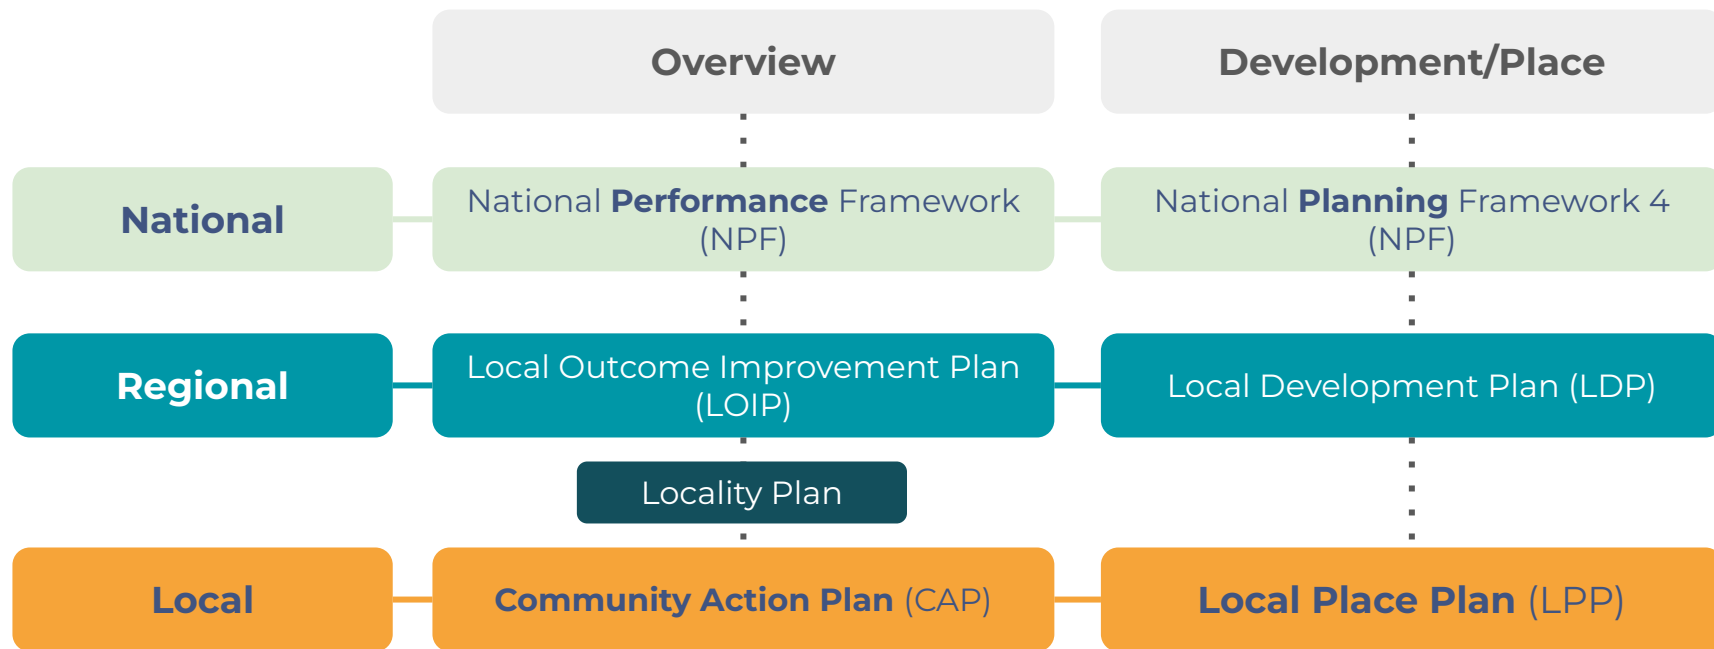 Overview
Development/Place
National
National Performance Framework
(NPF)
National Planning Framework 4
(NPF)
Regional
Local Outcome Improvement Plan
(LOIP)
Local Development Plan (LDP)
Locality Plan
Local
Community Action Plan (CAP)
Local Place Plan (LPP)